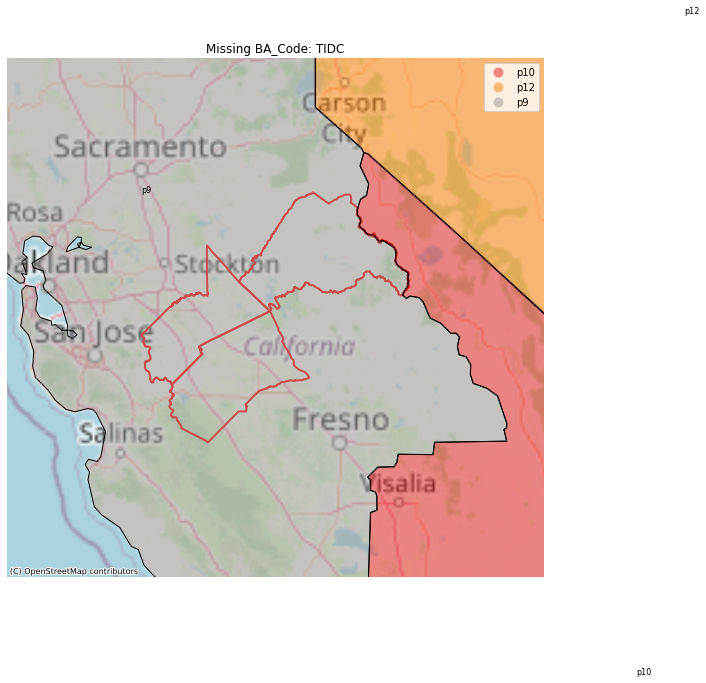 p12
Missing BA_Code: TIDC
p10
p12
p9
Carson
City
Sacramento
p9
Rosa
Oakland
Stockton
San Jose
California
Salinas
Fresno
Visalia
(C) OpenStreetMap contributors
p10